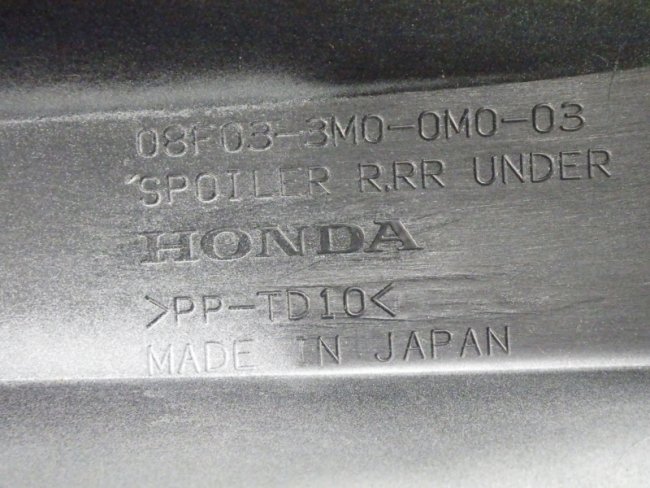 08F03-3M0-0M0-03
SPOILER R.RR UNDER
HONDA
>PP-TD10<
MADE IN JAPAN